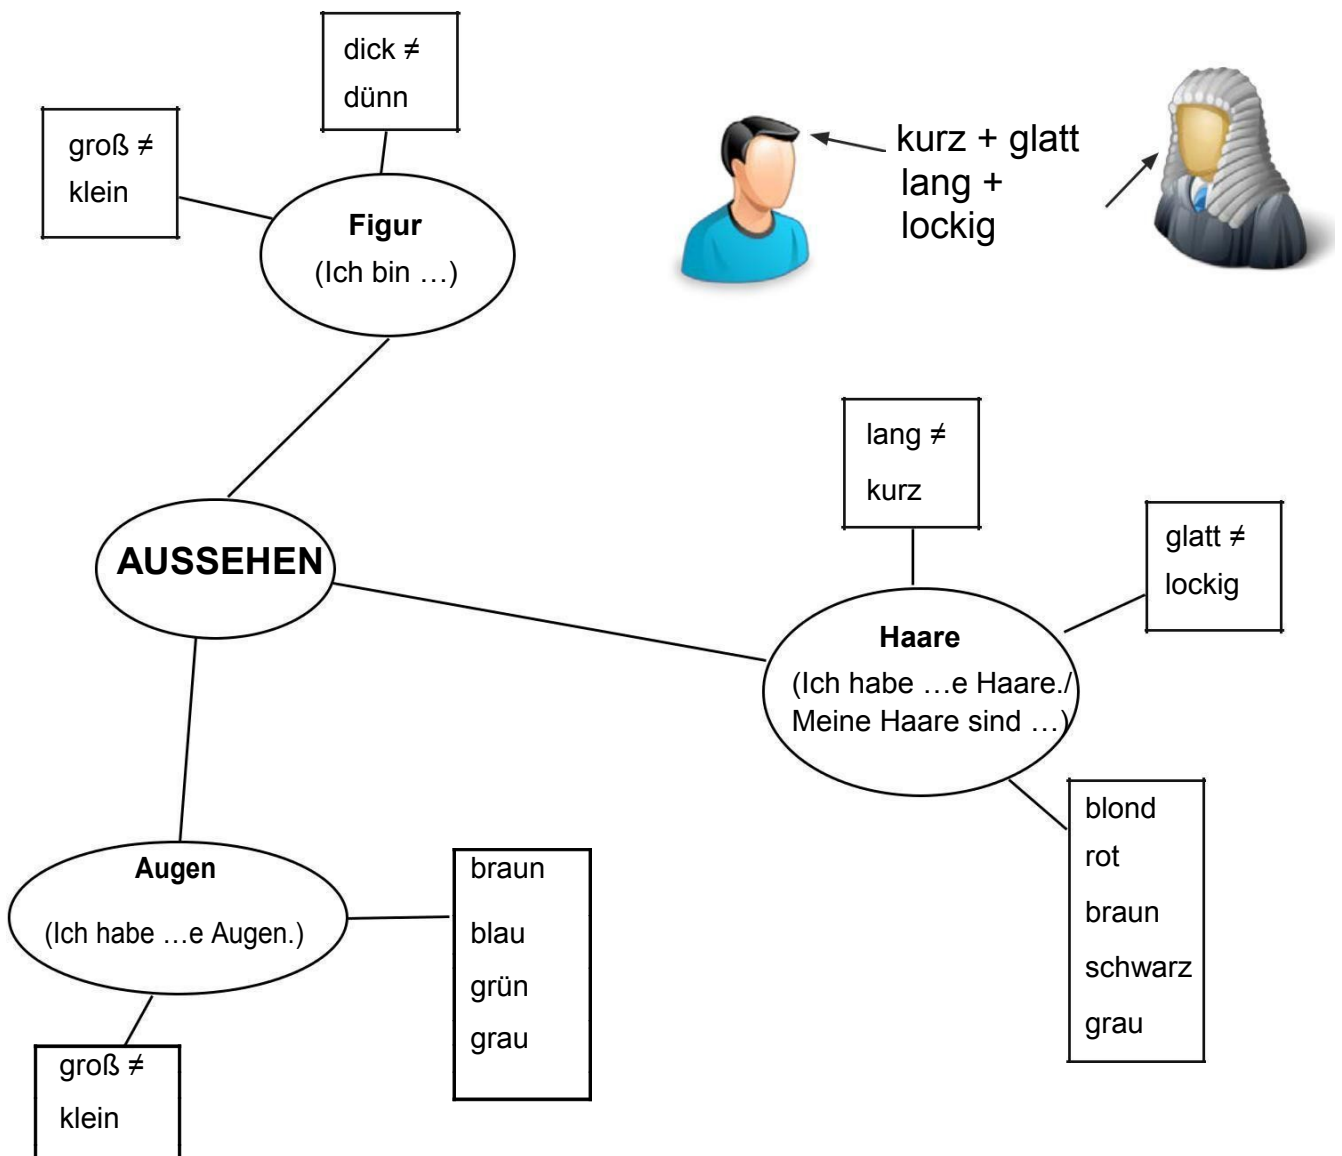 dick ≠
dünn
groß ≠
klein
Figur
(Ich bin …)
kurz + glatt
lang +
lockig
AUSSEHEN
lang ≠
kurz
glatt ≠
lockig
Haare
(Ich habe …e Haare./
Meine Haare sind …)
blond
rot
braun
schwarz
grau
Augen
(Ich habe …e Augen.)
braun
blau
grün
grau
groß ≠
klein